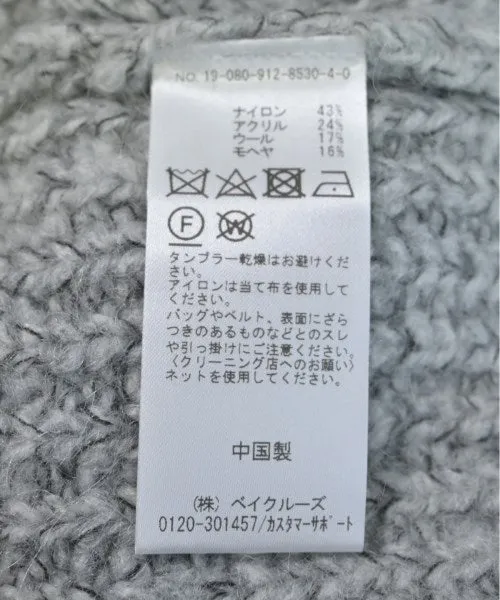 NO. 19-080-912-8530-4-0
ナイロン 43%
アクリル 24%
ウール 17%
モヘヤ 16%
F
W
タンブラー乾燥はお避けくだ
さい。
アイロンは当て布を使用して
ください。
バッグやベルト、表面にざら
つきのあるものなどとのスレ
や引っ掛けにご注意ください。
〈クリーニング店へのお願い〉
ネットを使用してください。
中国製
(株) ベイクルーズ
0120-301457/カスタマーサポート